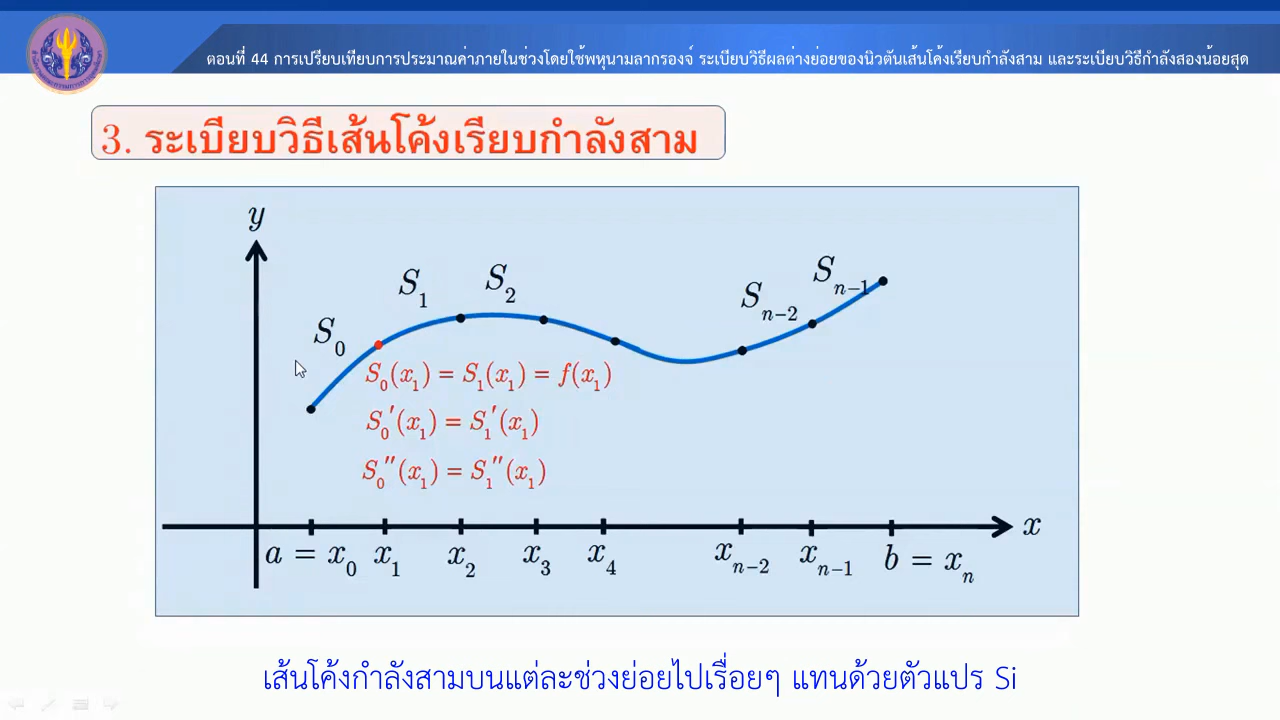 ตอนที่ 44 การเปรียบเทียบการประมาณค่าภายในช่วงโดยใช้พหุนามลากรองจ์ ระเบียบวิธีผลต่างย่อยของนิวตันเส้นโค้งเรียบกำลังสาม และระเบียบวิธีกำลังสองน้อยสุด
3. ระเบียบวิธีเส้นโค้งเรียบกำลังสาม
y
S₀ S₁ S₂ Sₙ₋₂ Sₙ₋₁
S₀(x₁) = S₁(x₁) = f(x₁)
S₀′(x₁) = S₁′(x₁)
S₀″(x₁) = S₁″(x₁)
x
a = x₀ x₁ x₂ x₃ x₄ xₙ₋₂ xₙ₋₁ b = xₙ
เส้นโค้งกำลังสามบนแต่ละช่วงย่อยไปเรื่อยๆ แทนด้วยตัวแปร Si